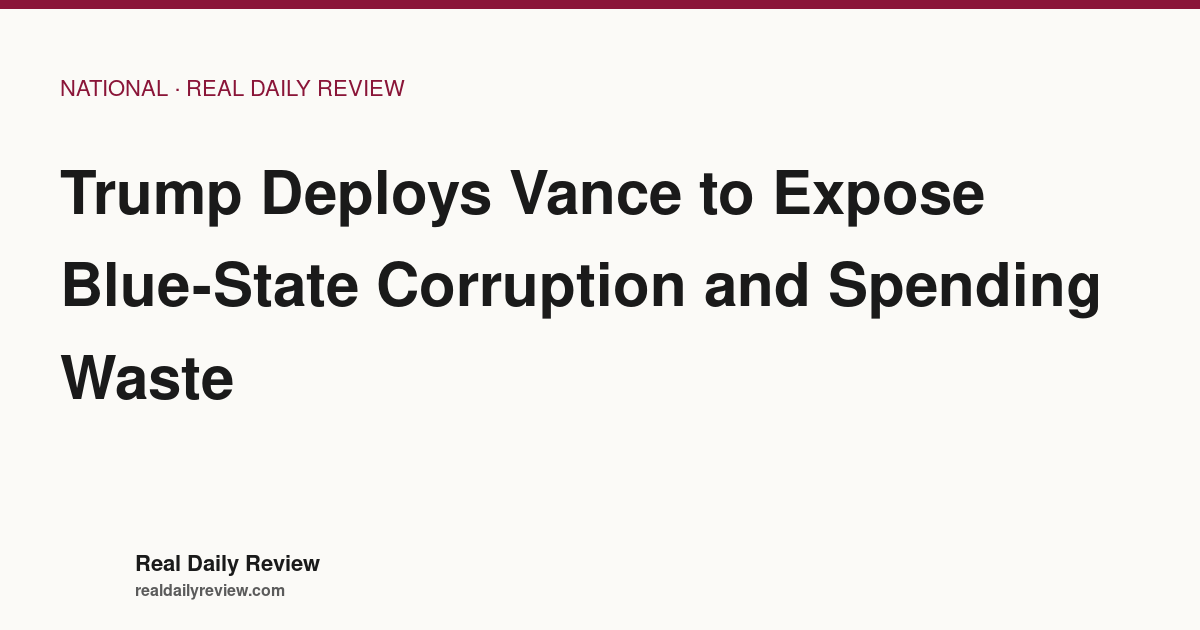 NATIONAL · REAL DAILY REVIEW
Trump Deploys Vance to Expose
Blue-State Corruption and Spending
Waste
Real Daily Review
realdailyreview.com